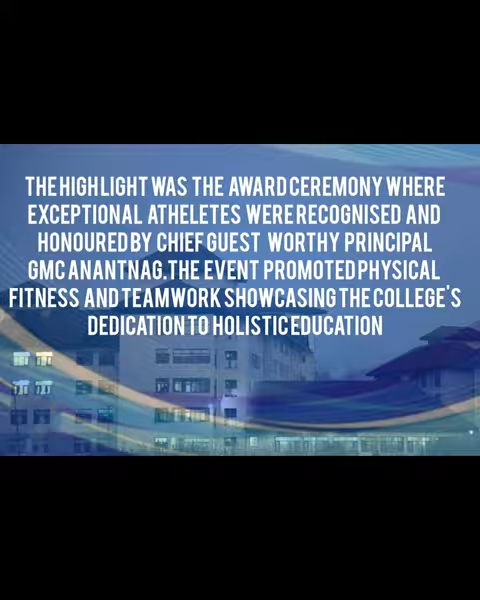 THE HIGHLIGHT WAS THE AWARD CEREMONY WHERE
EXCEPTIONAL ATHELETES WERE RECOGNISED AND
HONOURED BY CHIEF GUEST WORTHY PRINCIPAL
GMC ANANTNAG.THE EVENT PROMOTED PHYSICAL
FITNESS AND TEAMWORK SHOWCASING THE COLLEGE'S
DEDICATION TO HOLISTIC EDUCATION